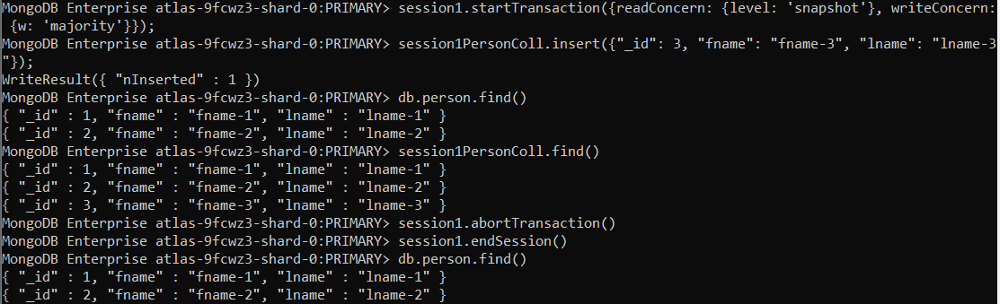 MongoDB Enterprise atlas-9fcwz3-shard-0:PRIMARY> session1.startTransaction({readConcern: {level: 'snapshot'}, writeConcern:
 {w: 'majority'}});
MongoDB Enterprise atlas-9fcwz3-shard-0:PRIMARY> session1PersonColl.insert({"_id": 3, "fname": "fname-3", "lname": "lname-3
"});
WriteResult({ "nInserted" : 1 })
MongoDB Enterprise atlas-9fcwz3-shard-0:PRIMARY> db.person.find()
{ "_id" : 1, "fname" : "fname-1", "lname" : "lname-1" }
{ "_id" : 2, "fname" : "fname-2", "lname" : "lname-2" }
MongoDB Enterprise atlas-9fcwz3-shard-0:PRIMARY> session1PersonColl.find()
{ "_id" : 1, "fname" : "fname-1", "lname" : "lname-1" }
{ "_id" : 2, "fname" : "fname-2", "lname" : "lname-2" }
{ "_id" : 3, "fname" : "fname-3", "lname" : "lname-3" }
MongoDB Enterprise atlas-9fcwz3-shard-0:PRIMARY> session1.abortTransaction()
MongoDB Enterprise atlas-9fcwz3-shard-0:PRIMARY> session1.endSession()
MongoDB Enterprise atlas-9fcwz3-shard-0:PRIMARY> db.person.find()
{ "_id" : 1, "fname" : "fname-1", "lname" : "lname-1" }
{ "_id" : 2, "fname" : "fname-2", "lname" : "lname-2" }